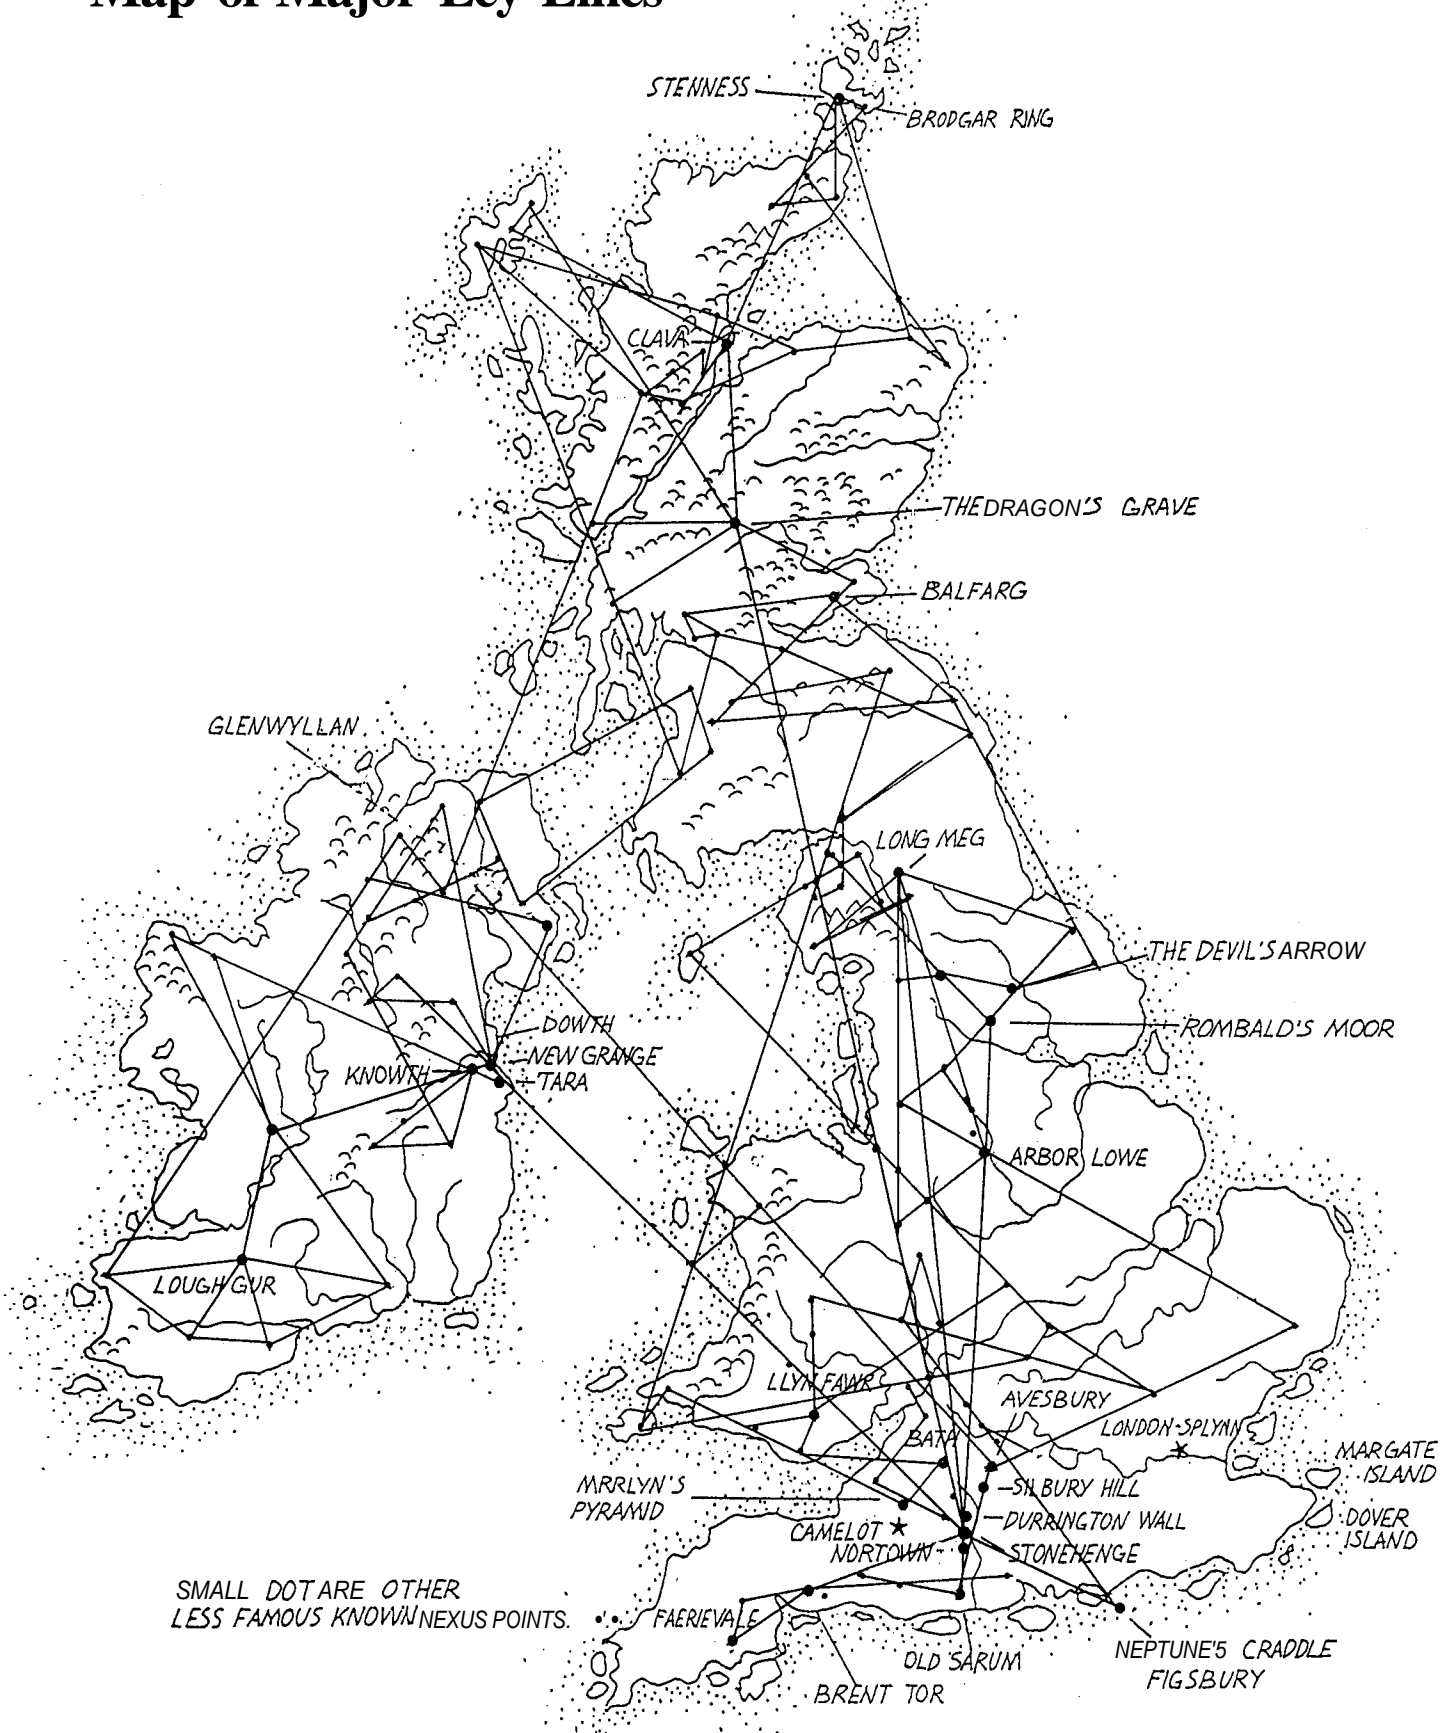 Map of Major Ley Lines
STENNESS
BRODGAR RING
CLAVA
THE DRAGON'S GRAVE
BALFARG
GLENWYLLAN
LONG MEG
THE DEVIL'S ARROW
DOWTH
NEW GRANGE
KNOWTH
TARA
ROMBALD'S MOOR
ARBOR LOWE
LOUGH GUR
LLYN FAWR
AVESBURY
BATH
LONDON-SPLYNN
MARGATE
ISLAND
MRRLYN'S
PYRAMID
SILBURY HILL
DURRINGTON WALL
DOVER
ISLAND
CAMELOT
NORTOWN
STONEHENGE
SMALL DOT ARE OTHER
LESS FAMOUS KNOWN NEXUS POINTS.
FAERIEVALE
OLD SARUM
BRENT TOR
NEPTUNE'S CRADDLE
FIGSBURY